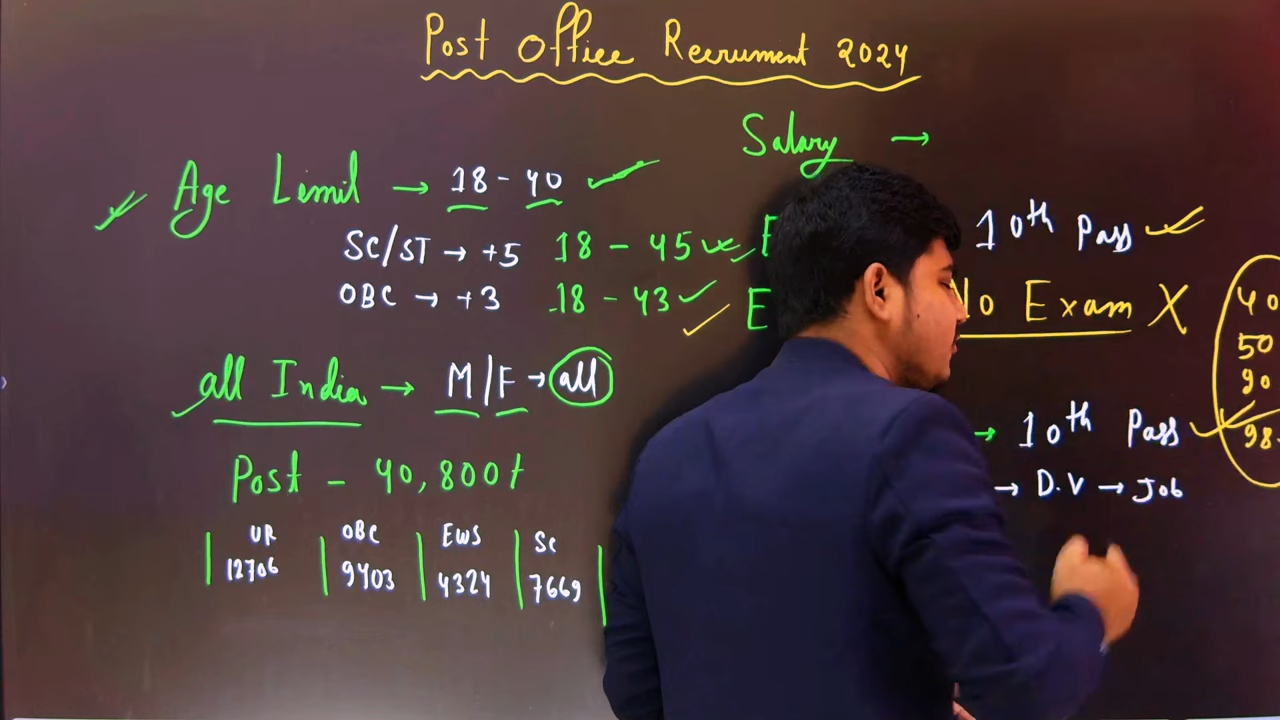 Post Office Recrument 2024
Salary →
Age Limit → 18 - 40
SC/ST → +5 18 - 45
OBC → +3 18 - 43
10th Pass
No Exam X
all India → M/F → all
Post - 40,800+
UR OBC EWS SC
12706 9403 4324 7669
→ 10th Pass
→ D.V → Job
40
50
90
98